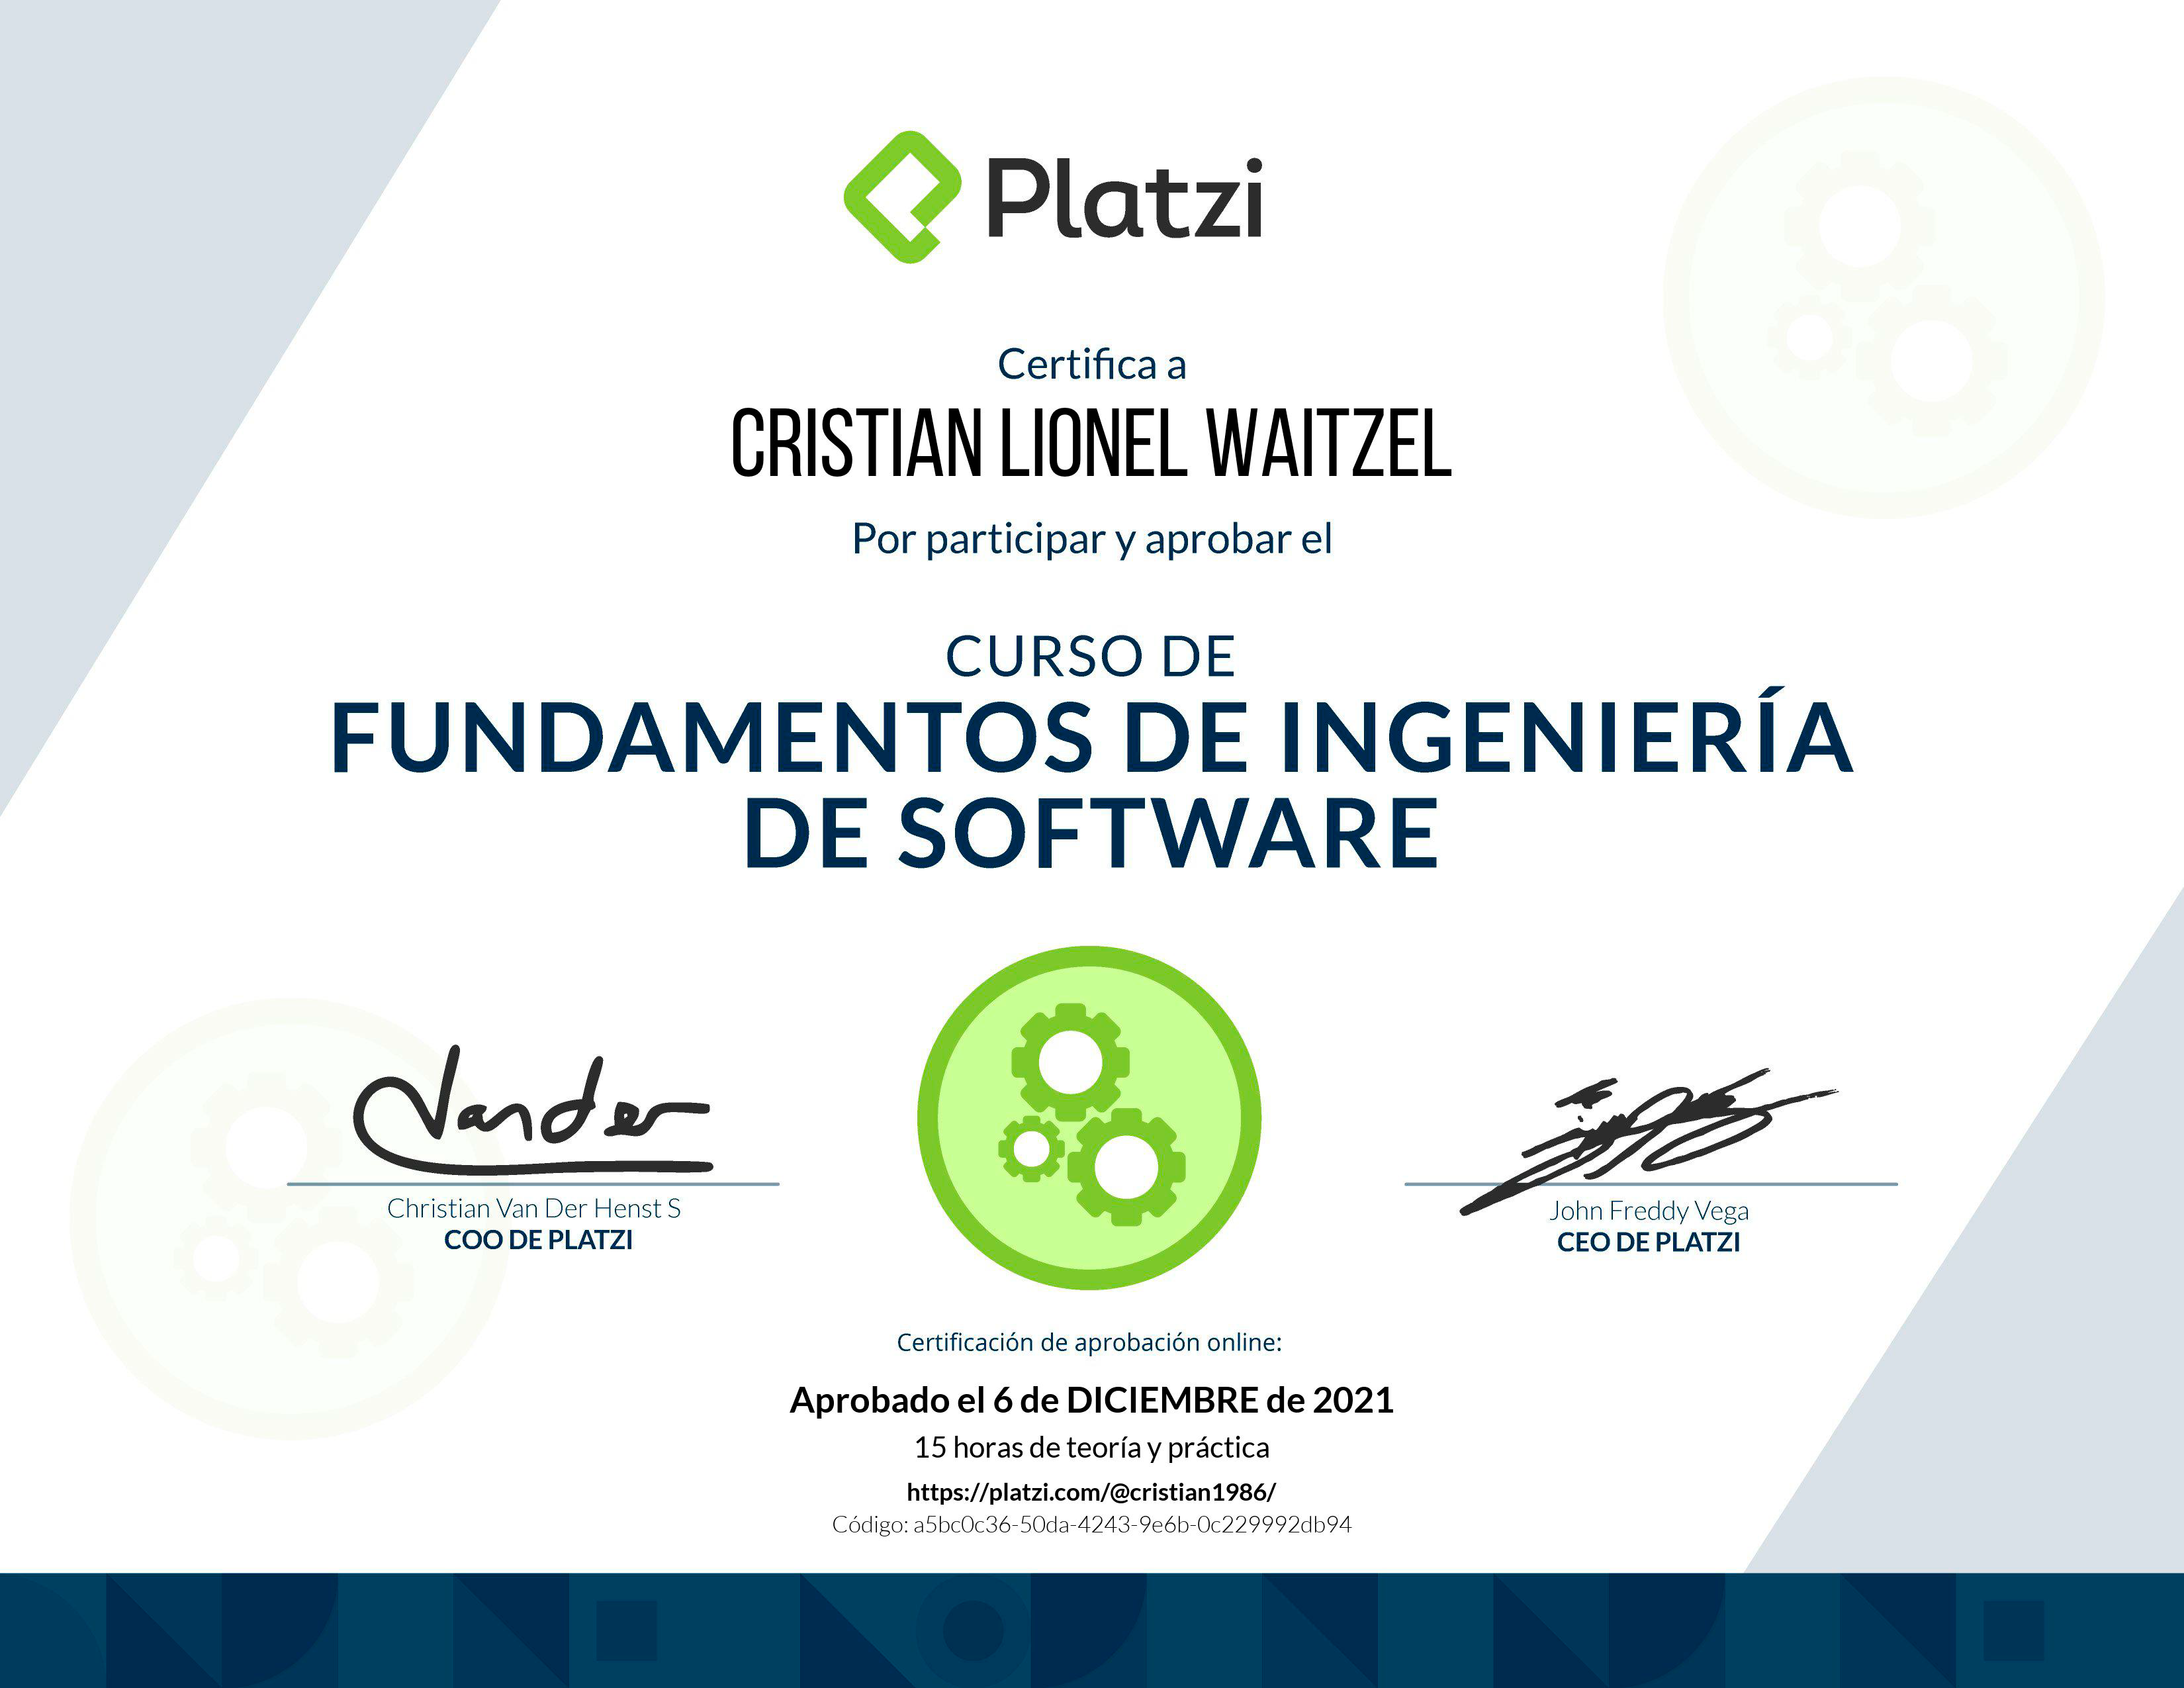 Platzi
Certifica a
CRISTIAN LIONEL WAITZEL
Por participar y aprobar el
CURSO DE
FUNDAMENTOS DE INGENIERÍA
DE SOFTWARE
Vander
Christian Van Der Henst S
COO DE PLATZI
John Freddy Vega
CEO DE PLATZI
Certificación de aprobación online:
Aprobado el 6 de DICIEMBRE de 2021
15 horas de teoría y práctica
https://platzi.com/@cristian1986/
Código: a5bc0c36-50da-4243-9e6b-0c229992db94